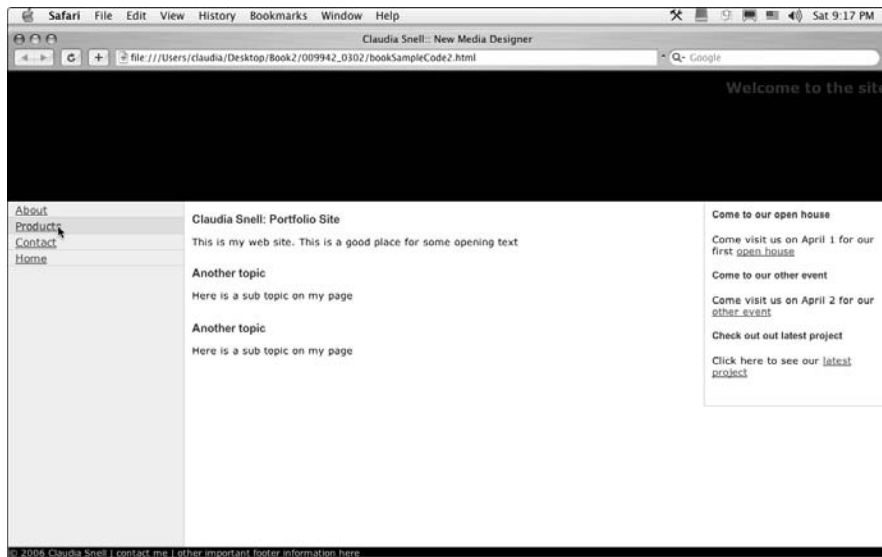 Safari File Edit View History Bookmarks Window Help Sat 9:17 PM
Claudia Snell:: New Media Designer
file:///Users/claudia/Desktop/Book2/009942_0302/bookSampleCode2.html
Google
Welcome to the site
About
Products
Contact
Home
Claudia Snell: Portfolio Site
This is my web site. This is a good place for some opening text
Another topic
Here is a sub topic on my page
Another topic
Here is a sub topic on my page
Come to our open house
Come visit us on April 1 for our
first open house
Come to our other event
Come visit us on April 2 for our
other event
Check out out latest project
Click here to see our latest
project
© 2006 Claudia Snell | contact me | other important footer information here